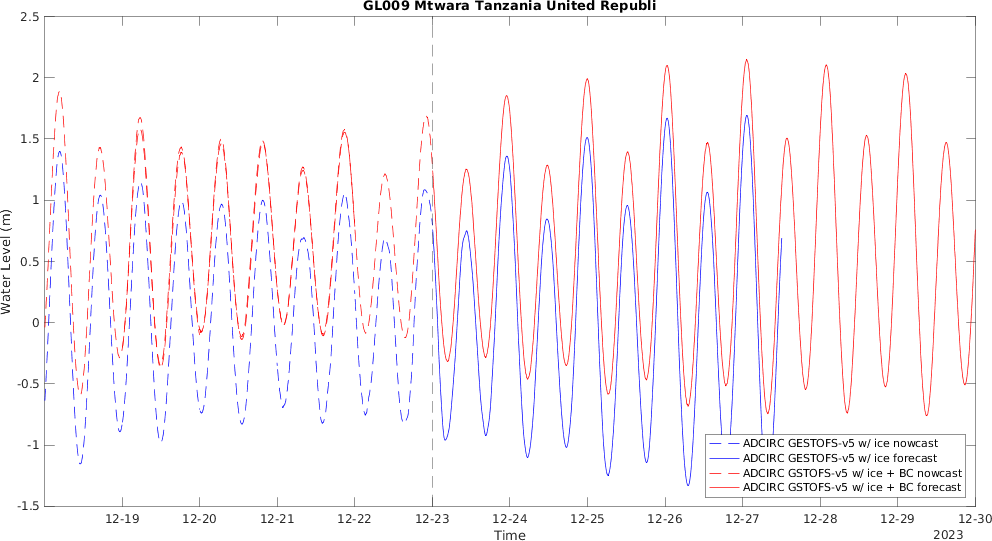 GL009 Mtwara Tanzania United Republi
2.5
2
1.5
1
0.5
0
-0.5
-1
-1.5
Water Level (m)
ADCIRC GESTOFS-v5 w/ ice nowcast
ADCIRC GESTOFS-v5 w/ ice forecast
ADCIRC GSTOFS-v5 w/ ice + BC nowcast
ADCIRC GSTOFS-v5 w/ ice + BC forecast
12-19 12-20 12-21 12-22 12-23 12-24 12-25 12-26 12-27 12-28 12-29 12-30
Time
2023